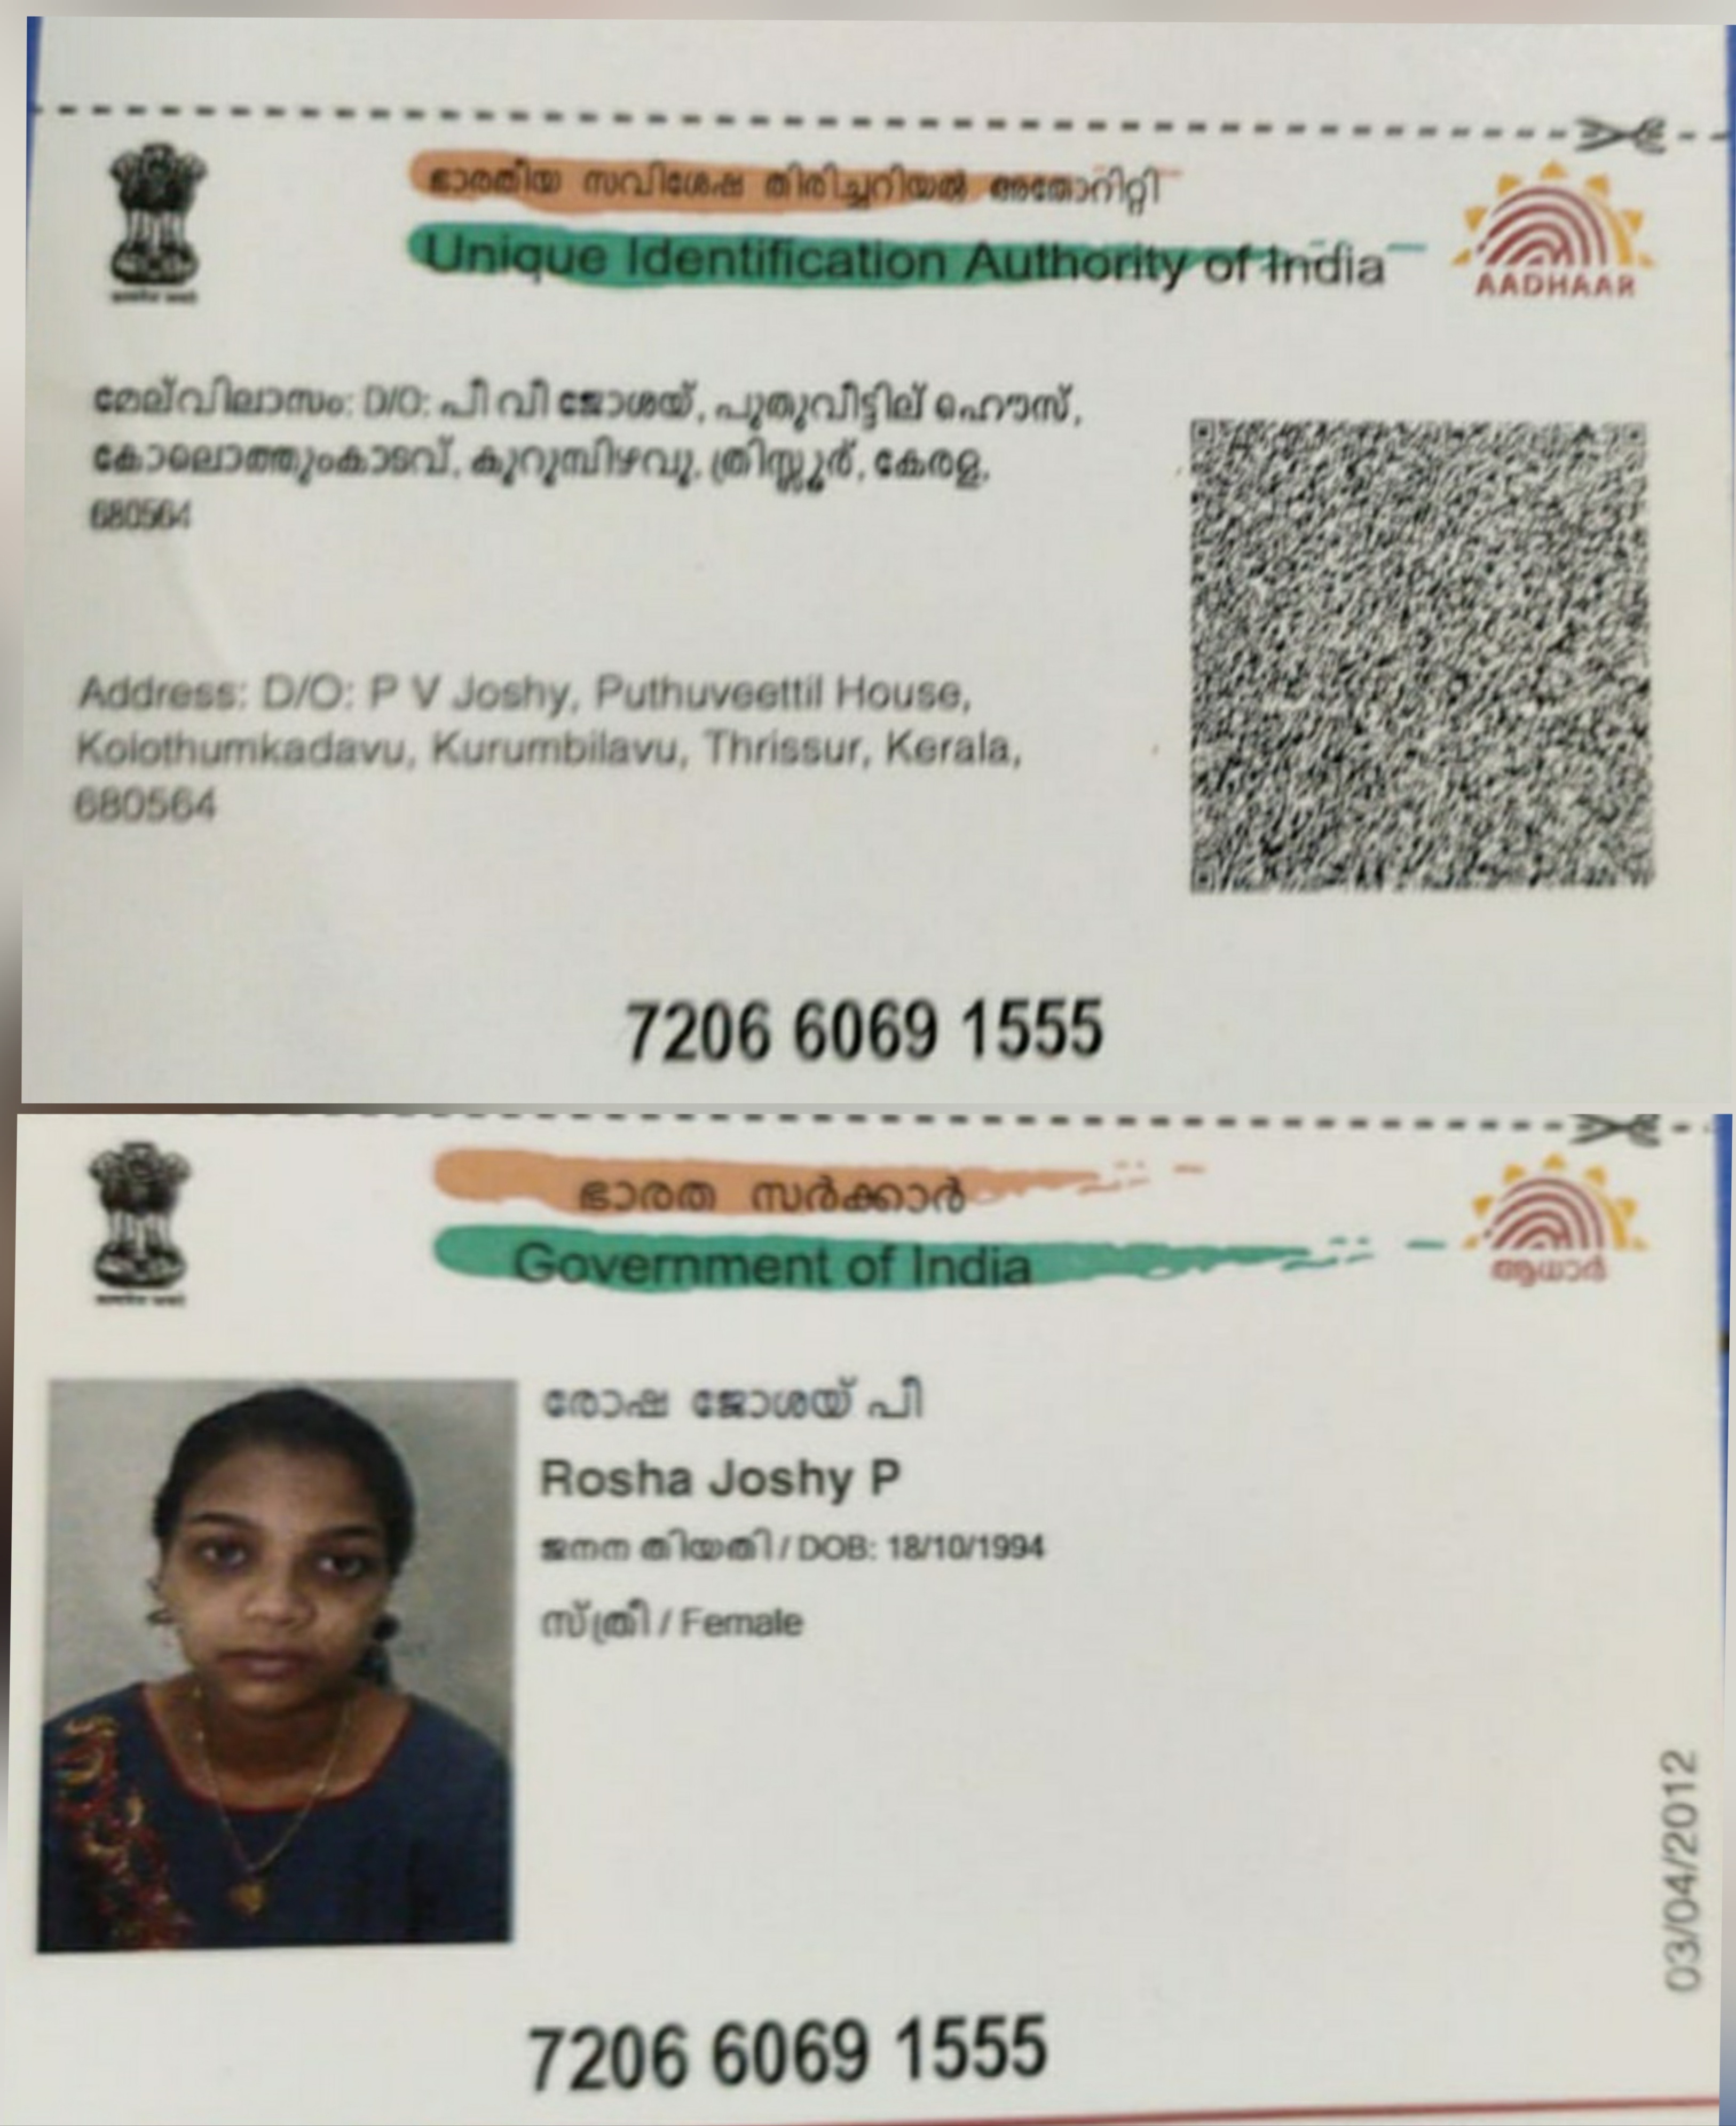 ഭാരതീയ സവിശേഷ തിരിച്ചറിയൽ അതോറിറ്റി
Unique Identification Authority of India
AADHAAR
മേല്‌വിലാസം: D/O: പീ വീ ജോശയ്, പുതുവീട്ടില് ഹൌസ്,
കോലൊത്തുംകാടവ്, കുറുമ്പിഴവു, ത്രിസ്സൂർ, കേരള,
680564
Address: D/O: P V Joshy, Puthuveettil House,
Kolothumkadavu, Kurumbilavu, Thrissur, Kerala,
680564
7206 6069 1555
ഭാരത സർക്കാർ
Government of India
ആധാർ
രോഷ ജോശയ് പീ
Rosha Joshy P
ജനന തിയതി / DOB: 18/10/1994
സ്ത്രീ / Female
03/04/2012
7206 6069 1555